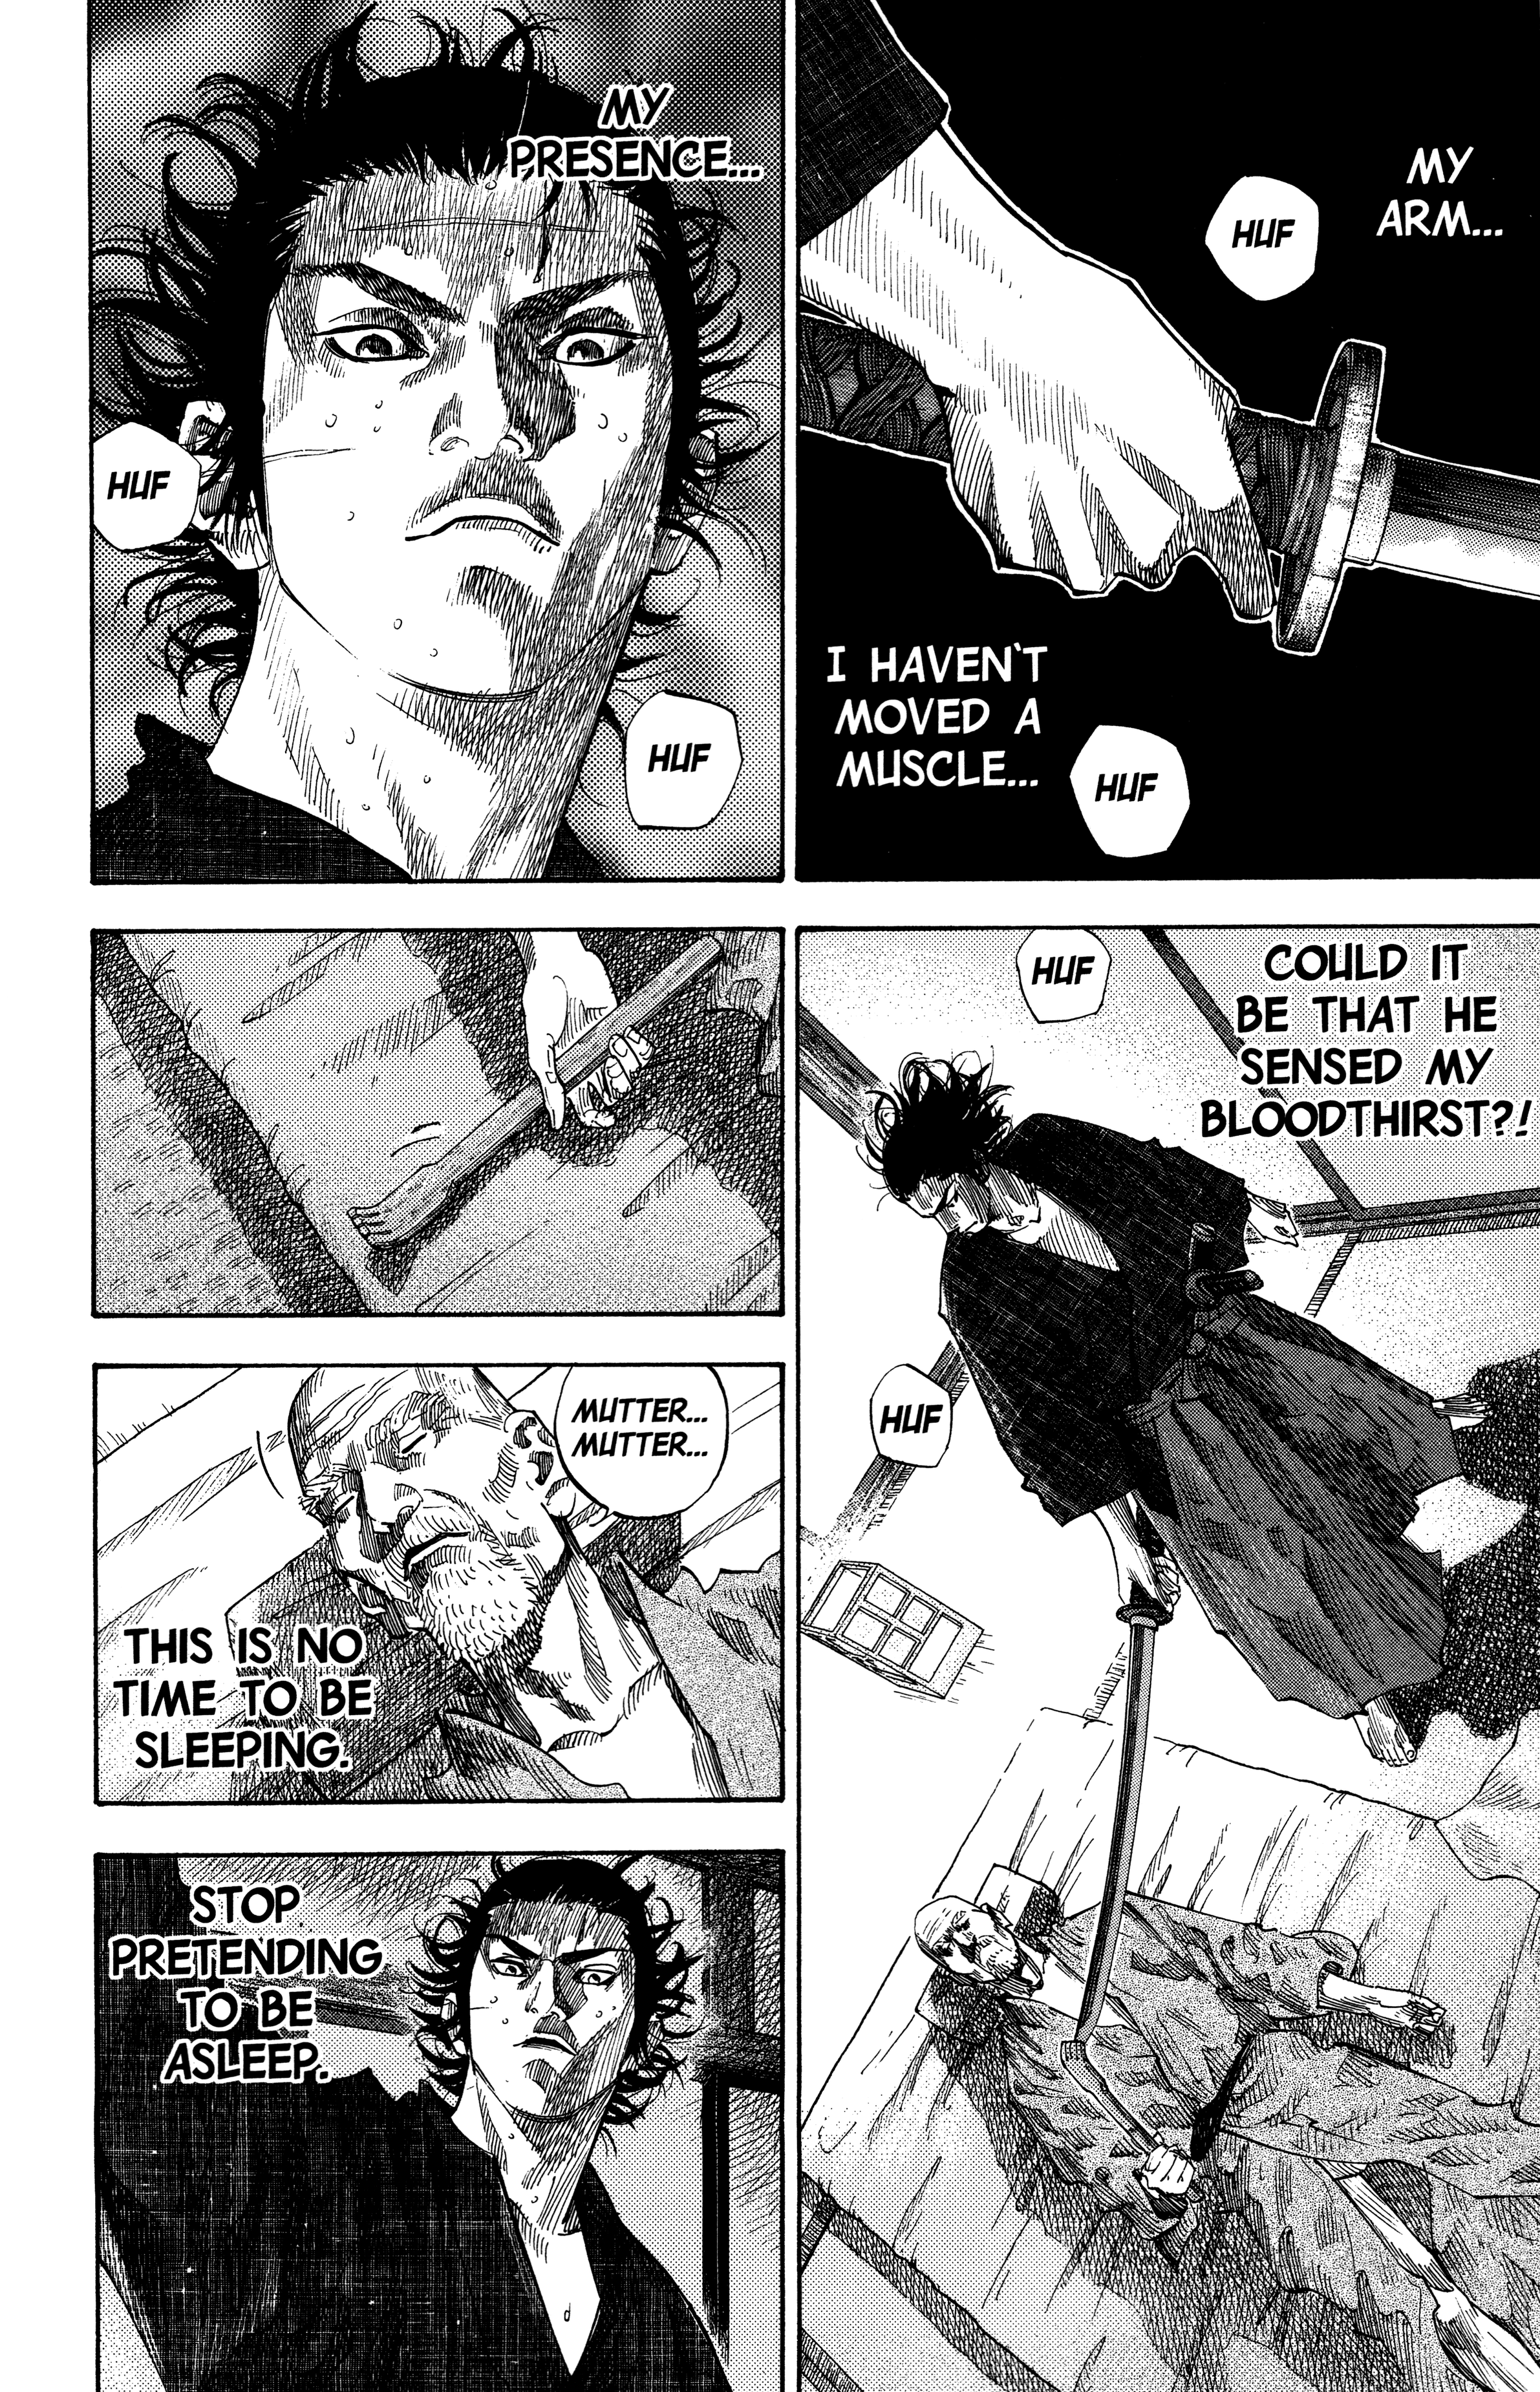 MY
ARM...
HUF
I HAVEN'T
MOVED A
MUSCLE...
HUF
MY
PRESENCE...
HUF
HUF
HUF
COULD IT
BE THAT HE
SENSED MY
BLOODTHIRST?!
HUF
MUTTER...
MUTTER...
THIS IS NO
TIME TO BE
SLEEPING.
STOP
PRETENDING
TO BE
ASLEEP.